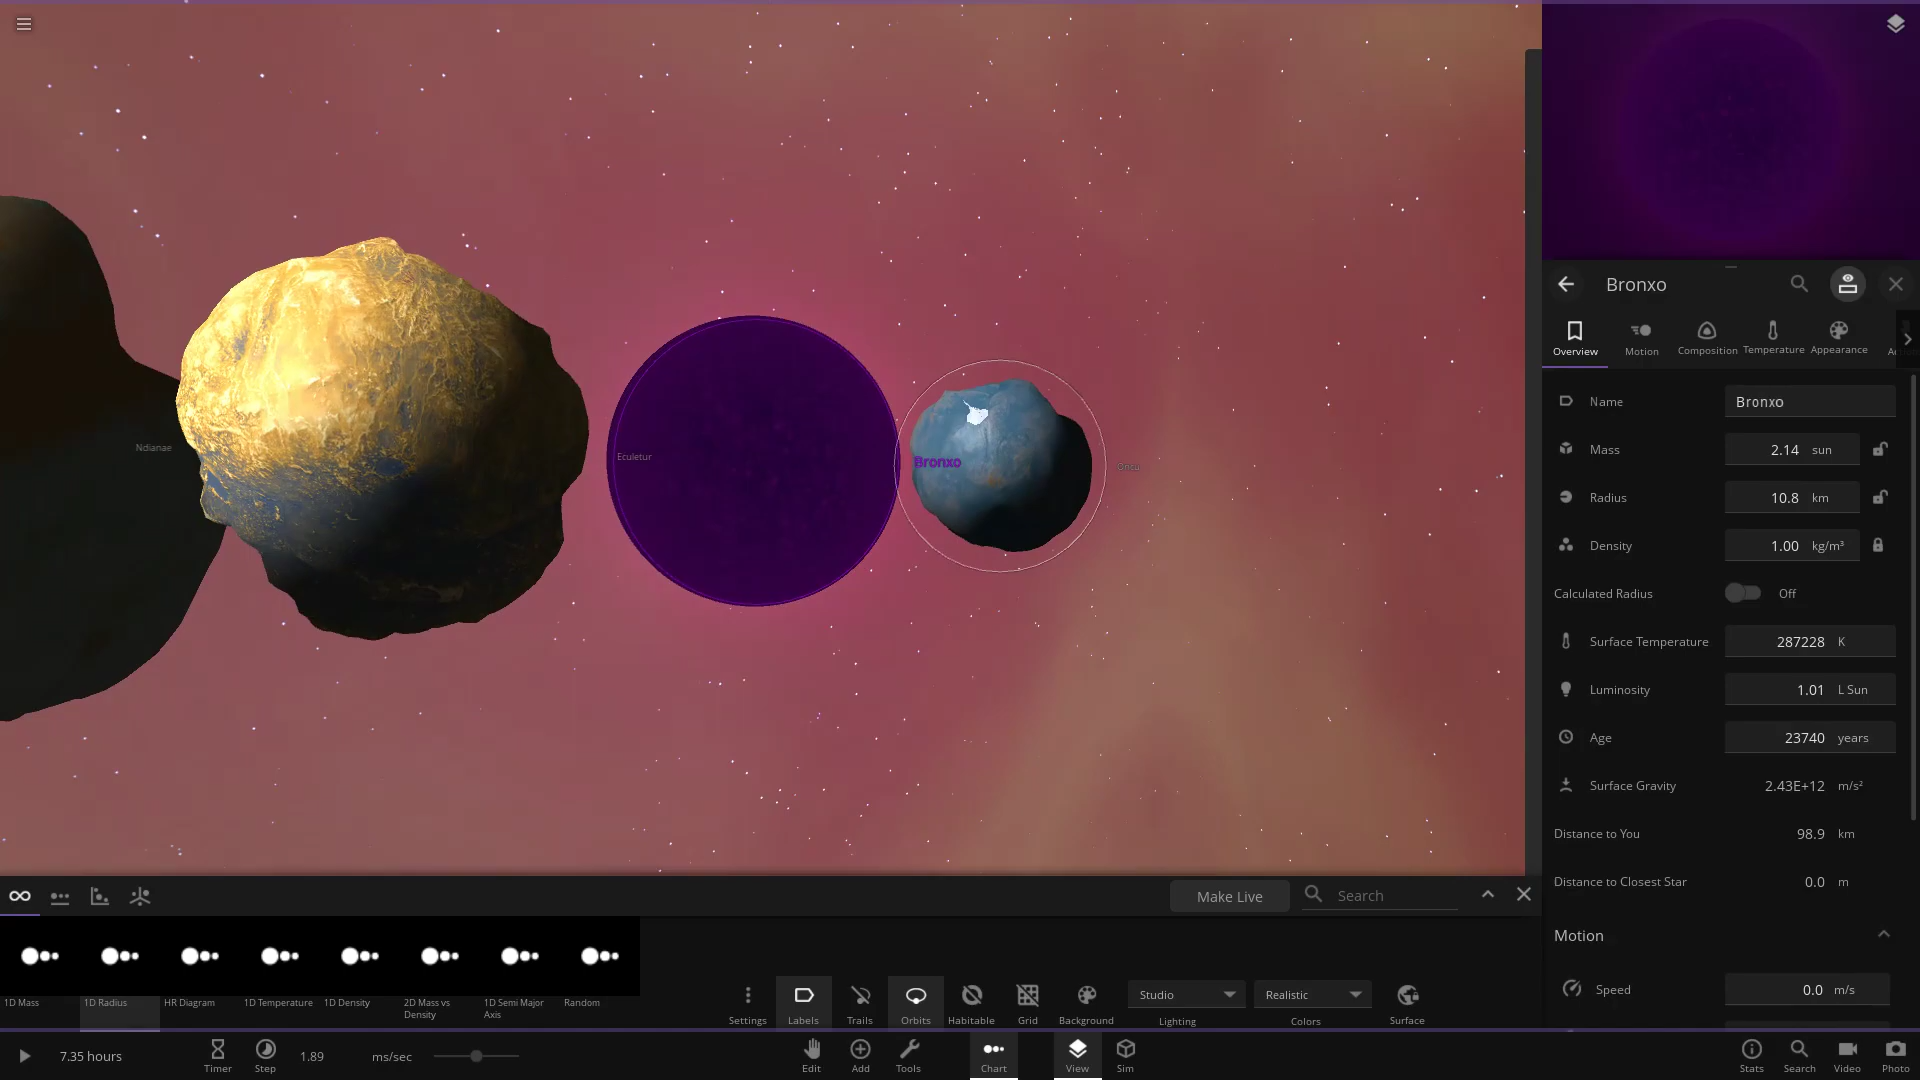 Ndianae
Eculetur
Bronxo
Oncu
Bronxo
Overview
Motion
Composition
Temperature
Appearance
Name
Bronxo
Mass
2.14 sun
Radius
10.8 km
Density
1.00 kg/m³
Calculated Radius
Off
Surface Temperature
287228 K
Luminosity
1.01 L Sun
Age
23740 years
Surface Gravity
2.43E+12 m/s²
Distance to You
98.9 km
Distance to Closest Star
0.0 m
Motion
Speed
0.0 m/s
Make Live
Search
1D Mass
1D Radius
HR Diagram
1D Temperature
1D Density
2D Mass vs
Density
1D Semi Major
Axis
Random
Settings
Labels
Trails
Orbits
Habitable
Grid
Background
Studio
Lighting
Realistic
Colors
Surface
7.35 hours
Timer
Step
1.89 ms/sec
Edit
Add
Tools
Chart
View
Sim
Stats
Search
Video
Photo